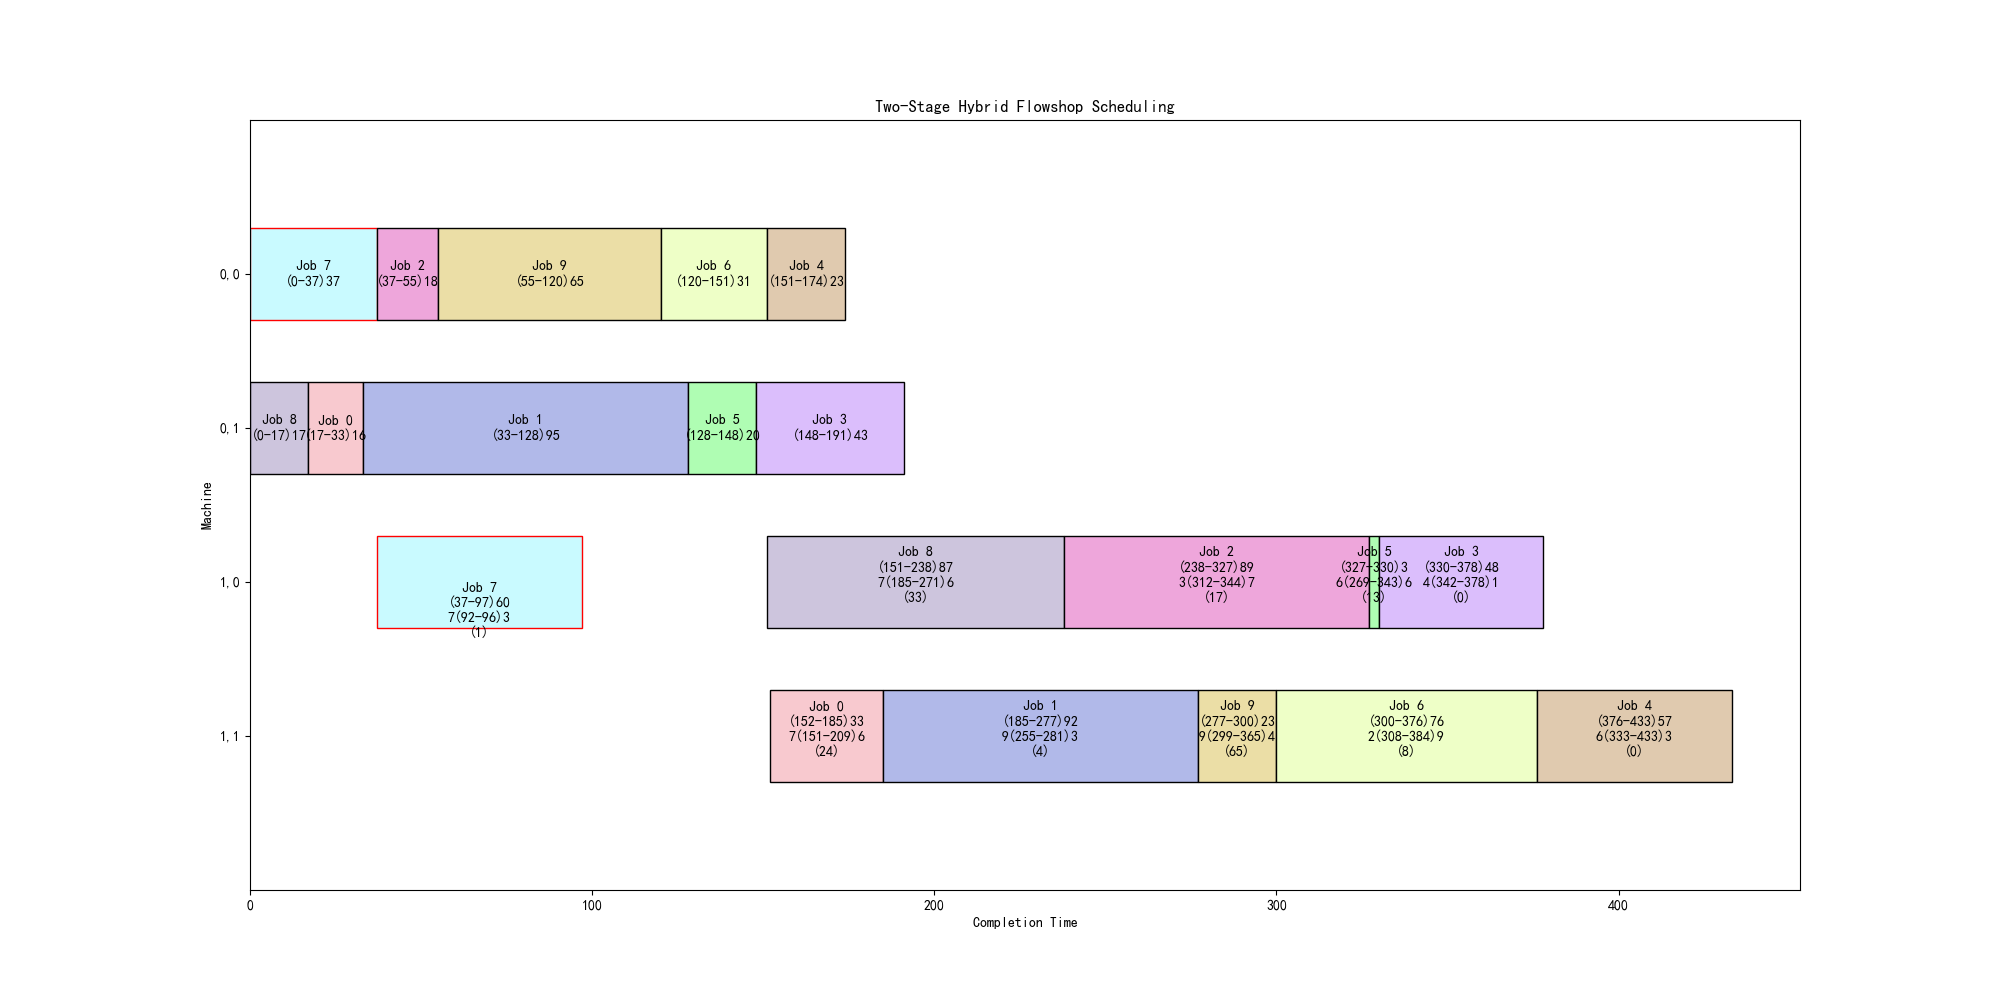 Two-Stage Hybrid Flowshop Scheduling
0,0
Job 7
(0-37)37
Job 2
(37-55)18
Job 9
(55-120)65
Job 6
(120-151)31
Job 4
(151-174)23
0,1
Job 8
(0-17)17
Job 0
(17-33)16
Job 1
(33-128)95
Job 5
(128-148)20
Job 3
(148-191)43
Machine
1,0
Job 7
(37-97)60
7(92-96)3
(1)
Job 8
(151-238)87
7(185-271)6
(33)
Job 2
(238-327)89
3(312-344)7
(17)
Job 5
(327-330)3
6(269-343)6
(13)
Job 3
(330-378)48
4(342-378)1
(0)
1,1
Job 0
(152-185)33
7(151-209)6
(24)
Job 1
(185-277)92
9(255-281)3
(4)
Job 9
(277-300)23
9(299-365)4
(65)
Job 6
(300-376)76
2(308-384)9
(8)
Job 4
(376-433)57
6(333-433)3
(0)
0 100 200 300 400
Completion Time